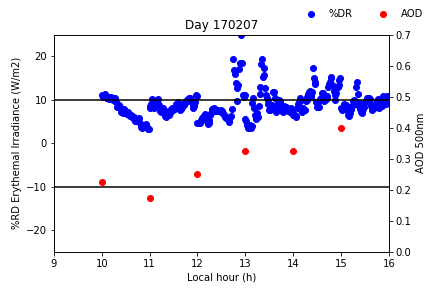 %DR AOD
Day 170207
%RD Erythermal Irradiance (W/m2)
20
10
0
−10
−20
0.7
0.6
0.5
0.4
0.3
0.2
0.1
0.0
AOD 500nm
9 10 11 12 13 14 15 16
Local hour (h)